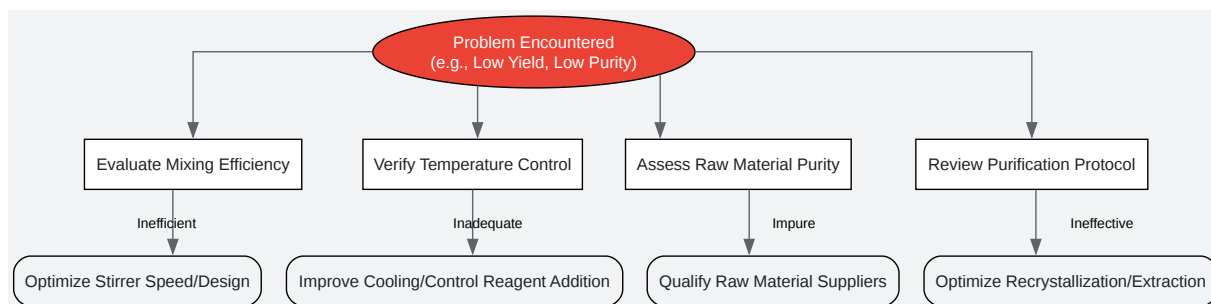 Problem Encountered
(e.g., Low Yield, Low Purity)
Evaluate Mixing Efficiency
Verify Temperature Control
Assess Raw Material Purity
Review Purification Protocol
Inefficient
Inadequate
Impure
Ineffective
Optimize Stirrer Speed/Design
Improve Cooling/Control Reagent Addition
Qualify Raw Material Suppliers
Optimize Recrystallization/Extraction